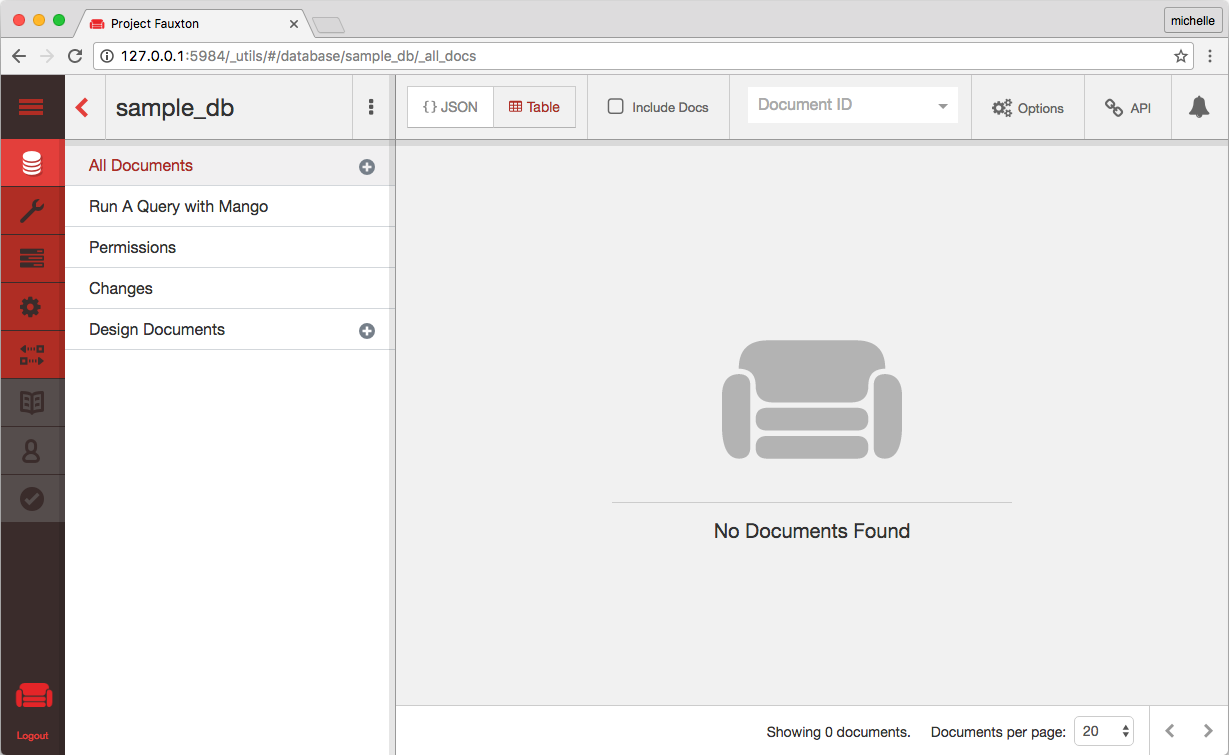 Project Fauxton
michelle
127.0.0.1:5984/_utils/#/database/sample_db/_all_docs
sample_db
{} JSON
Table
Include Docs
Document ID
Options
API
All Documents
Run A Query with Mango
Permissions
Changes
Design Documents
No Documents Found
Logout
Showing 0 documents.
Documents per page:
20